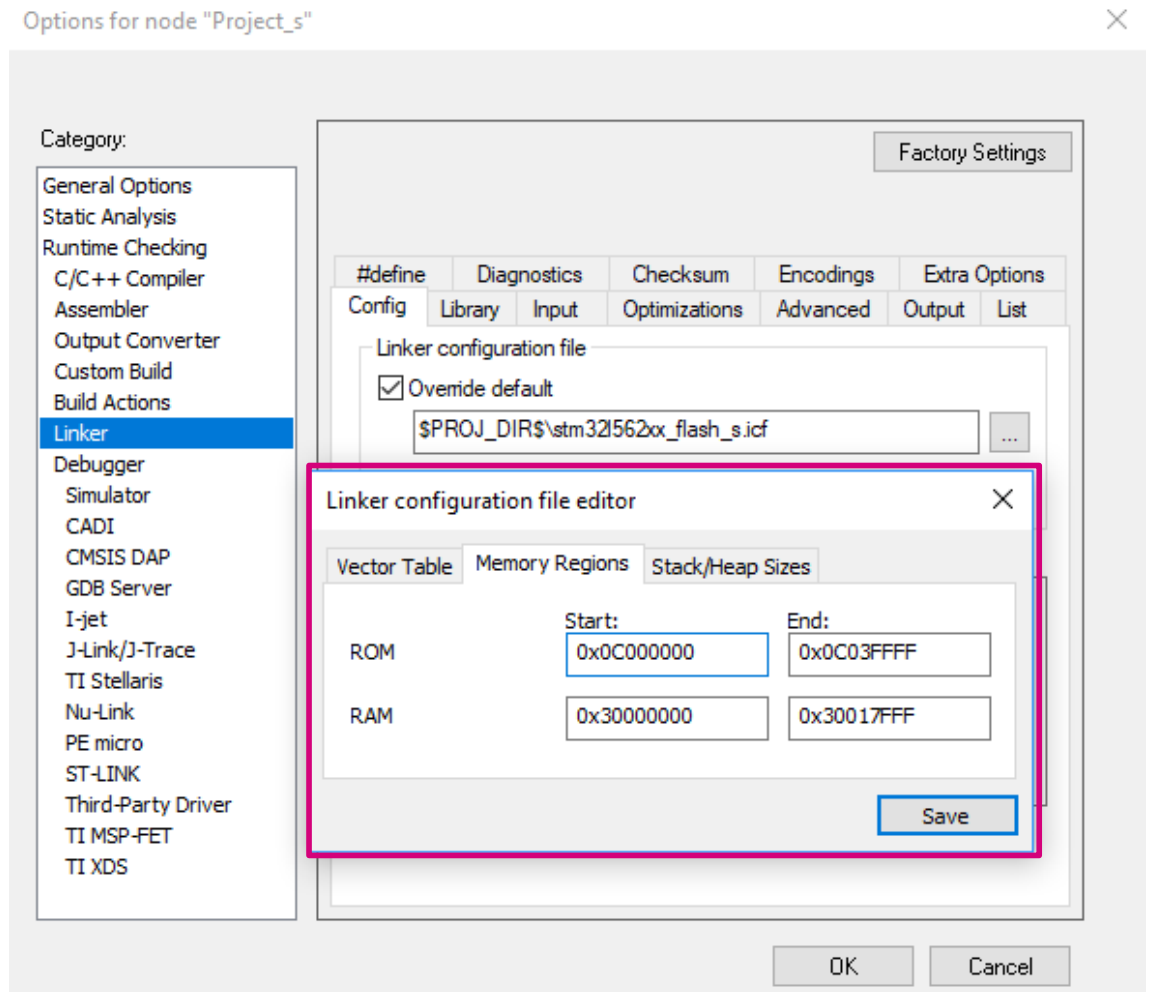 Options for node "Project_s"
Category:
General Options
Static Analysis
Runtime Checking
C/C++ Compiler
Assembler
Output Converter
Custom Build
Build Actions
Linker
Debugger
Simulator
CADI
CMSIS DAP
GDB Server
I-jet
J-Link/J-Trace
TI Stellaris
Nu-Link
PE micro
ST-LINK
Third-Party Driver
TI MSP-FET
TI XDS
Factory Settings
#define Diagnostics Checksum Encodings Extra Options
Config Library Input Optimizations Advanced Output List
Linker configuration file
Override default
$PROJ_DIR$\stm32l562xx_flash_s.icf
...
Linker configuration file editor
Vector Table Memory Regions Stack/Heap Sizes
Start: End:
ROM 0x0C000000 0x0C03FFFF
RAM 0x30000000 0x30017FFF
Save
OK Cancel